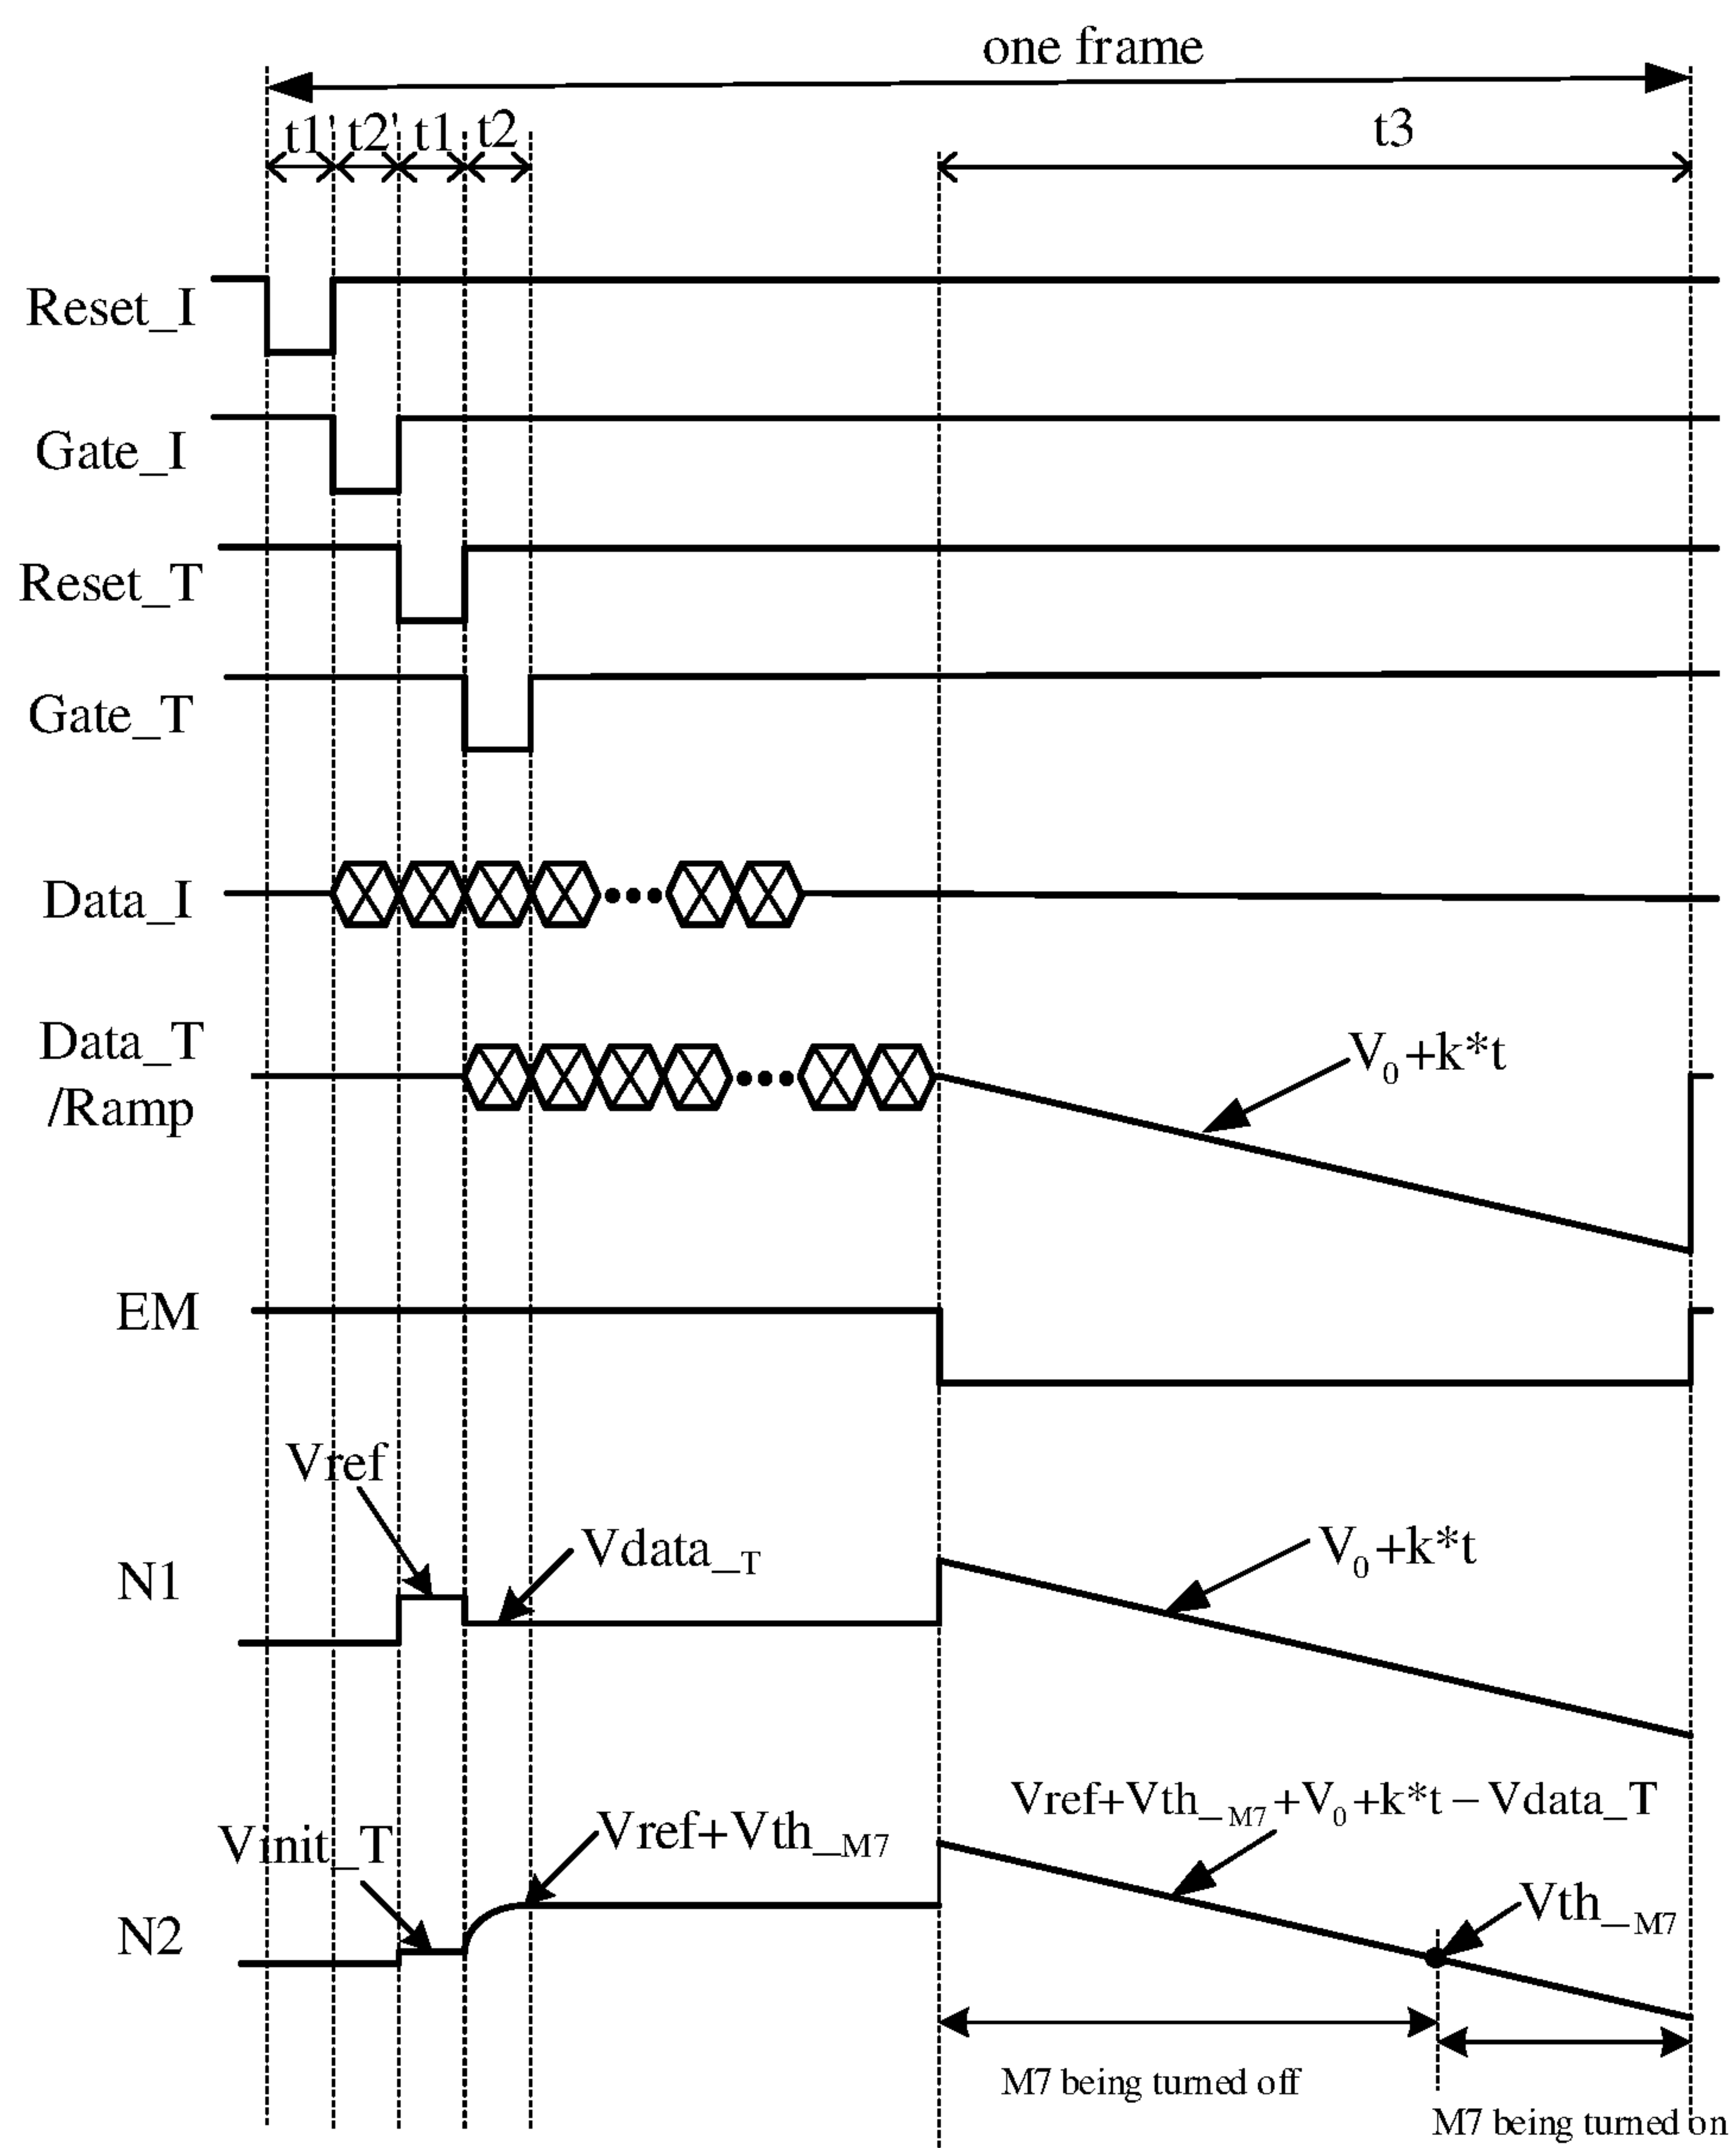 one frame
t1' t2' t1 t2 t3
Reset_I
Gate_I
Reset_T
Gate_T
Data_I
Data_T
/Ramp
V₀+k*t
EM
Vref
N1
Vdata_T
V₀+k*t
Vinit_T
Vref+Vth_M7
Vref+Vth_M7+V₀+k*t−Vdata_T
Vth_M7
N2
M7 being turned off
M7 being turned on